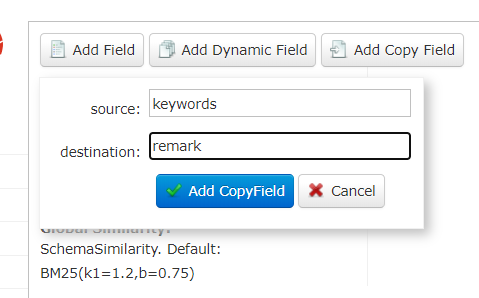 Add Field Add Dynamic Field Add Copy Field
source: keywords
destination: remark
Add CopyField Cancel
Global Similarity:
SchemaSimilarity. Default:
BM25(k1=1.2,b=0.75)